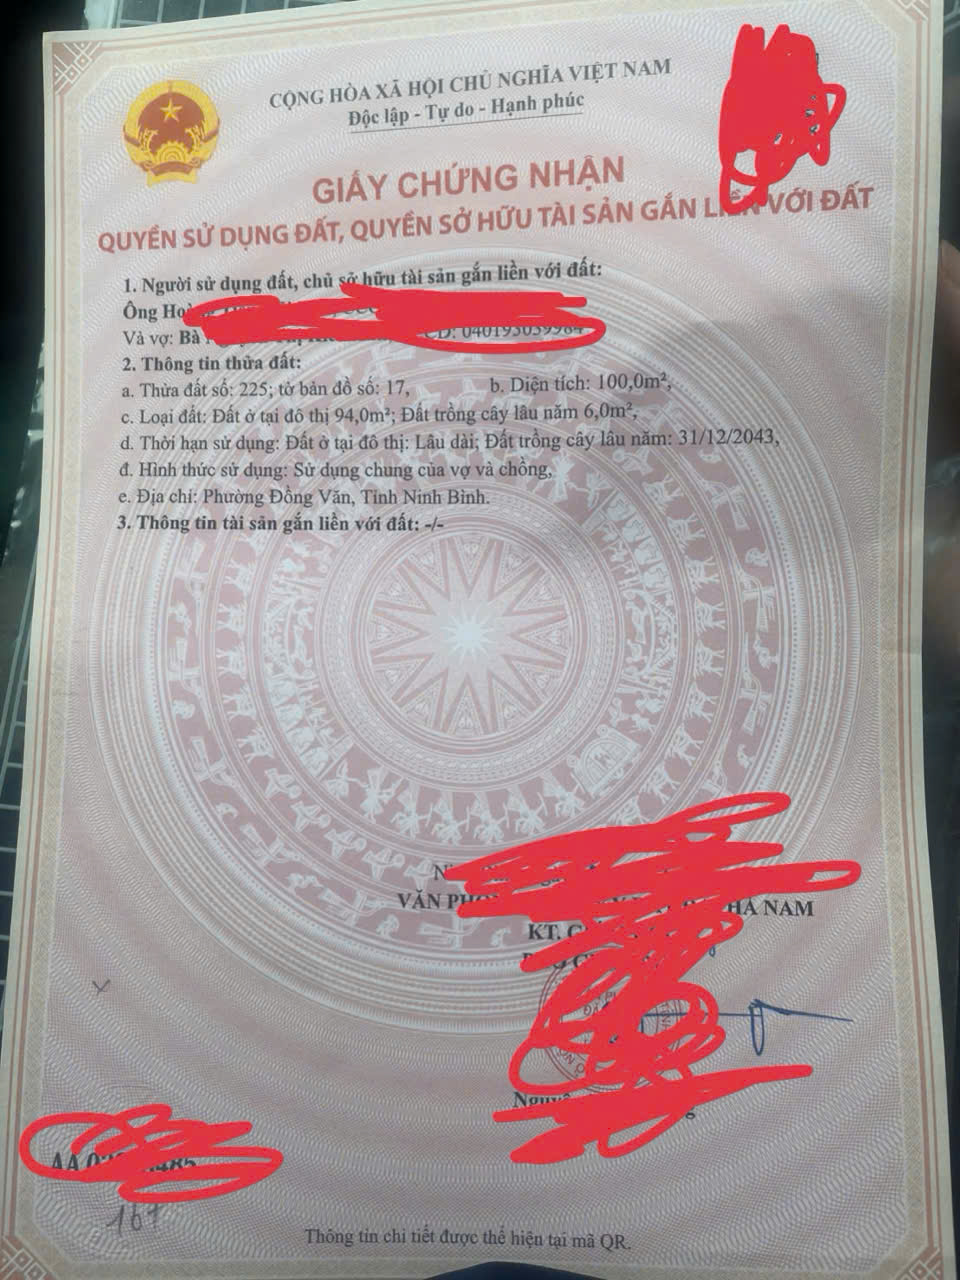 CỘNG HÒA XÃ HỘI CHỦ NGHĨA VIỆT NAM
Độc lập - Tự do - Hạnh phúc
GIẤY CHỨNG NHẬN
QUYỀN SỬ DỤNG ĐẤT, QUYỀN SỞ HỮU TÀI SẢN GẮN LIỀN VỚI ĐẤT
1. Người sử dụng đất, chủ sở hữu tài sản gắn liền với đất:
Ông
Và vợ: Bà
2. Thông tin thửa đất:
a. Thửa đất số: 225; tờ bản đồ số: 17, b. Diện tích: 100,0m²,
c. Loại đất: Đất ở tại đô thị 94,0m²; Đất trồng cây lâu năm 6,0m²,
d. Thời hạn sử dụng: Đất ở tại đô thị: Lâu dài; Đất trồng cây lâu năm: 31/12/2043,
đ. Hình thức sử dụng: Sử dụng chung của vợ và chồng,
e. Địa chỉ: Phường Đồng Văn, Tỉnh Ninh Bình.
3. Thông tin tài sản gắn liền với đất: -/-
VĂN HÀ NAM
KT.
167
Thông tin chi tiết được thể hiện tại mã QR.